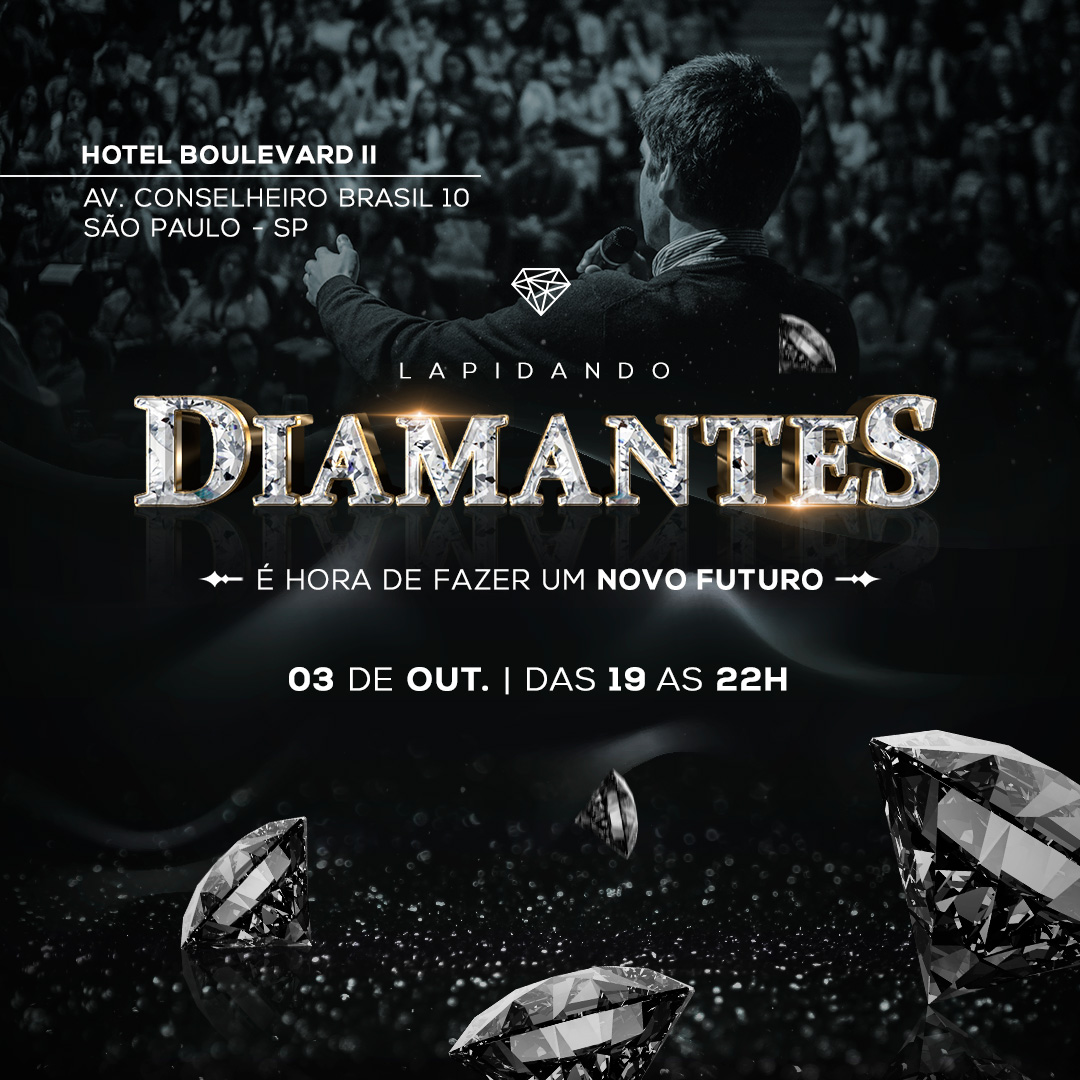 HOTEL BOULEVARD II
AV. CONSELHEIRO BRASIL 10
SÃO PAULO - SP
LAPIDANDO
DIAMANTES
É HORA DE FAZER UM NOVO FUTURO
03 DE OUT. | DAS 19 AS 22H